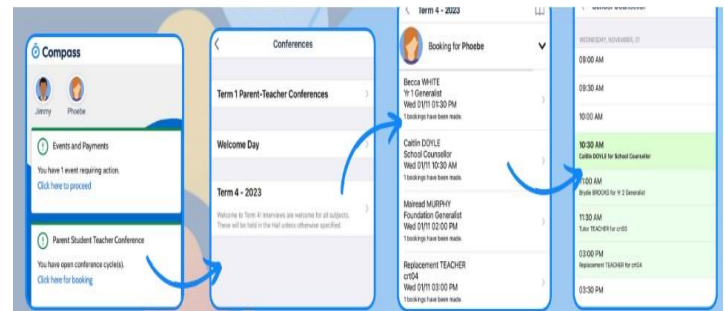 Compass
Jimmy
Phoebe
Events and Payments
You have 1 event requiring action.
Click here to proceed
Parent Student Teacher Conference
You have open conference cycle(s).
Click here for booking
Conferences
Term 1 Parent-Teacher Conferences
Welcome Day
Term 4 - 2023
Welcome to Term 4! Interviews are welcome for all subjects.
These will be held in the Hall unless otherwise specified.
Term 4 - 2023
Booking for Phoebe
Becca WHITE
Yr 1 Generalist
Wed 01/11 01:30 PM
1 bookings have been made.
Caitlin DOYLE
School Counsellor
Wed 01/11 10:30 AM
1 bookings have been made.
Mairead MURPHY
Foundation Generalist
Wed 01/11 02:00 PM
1 bookings have been made.
Replacement TEACHER
crt04
Wed 01/11 03:00 PM
1 bookings have been made.
School Counsellor
WEDNESDAY, NOVEMBER, 01
09:00 AM
09:30 AM
10:00 AM
10:30 AM
Caitlin DOYLE for School Counsellor
11:00 AM
Brydie BROOKS for Yr 2 Generalist
11:30 AM
Tutor TEACHER for crt03
03:00 PM
Replacement TEACHER for crt04
03:30 PM